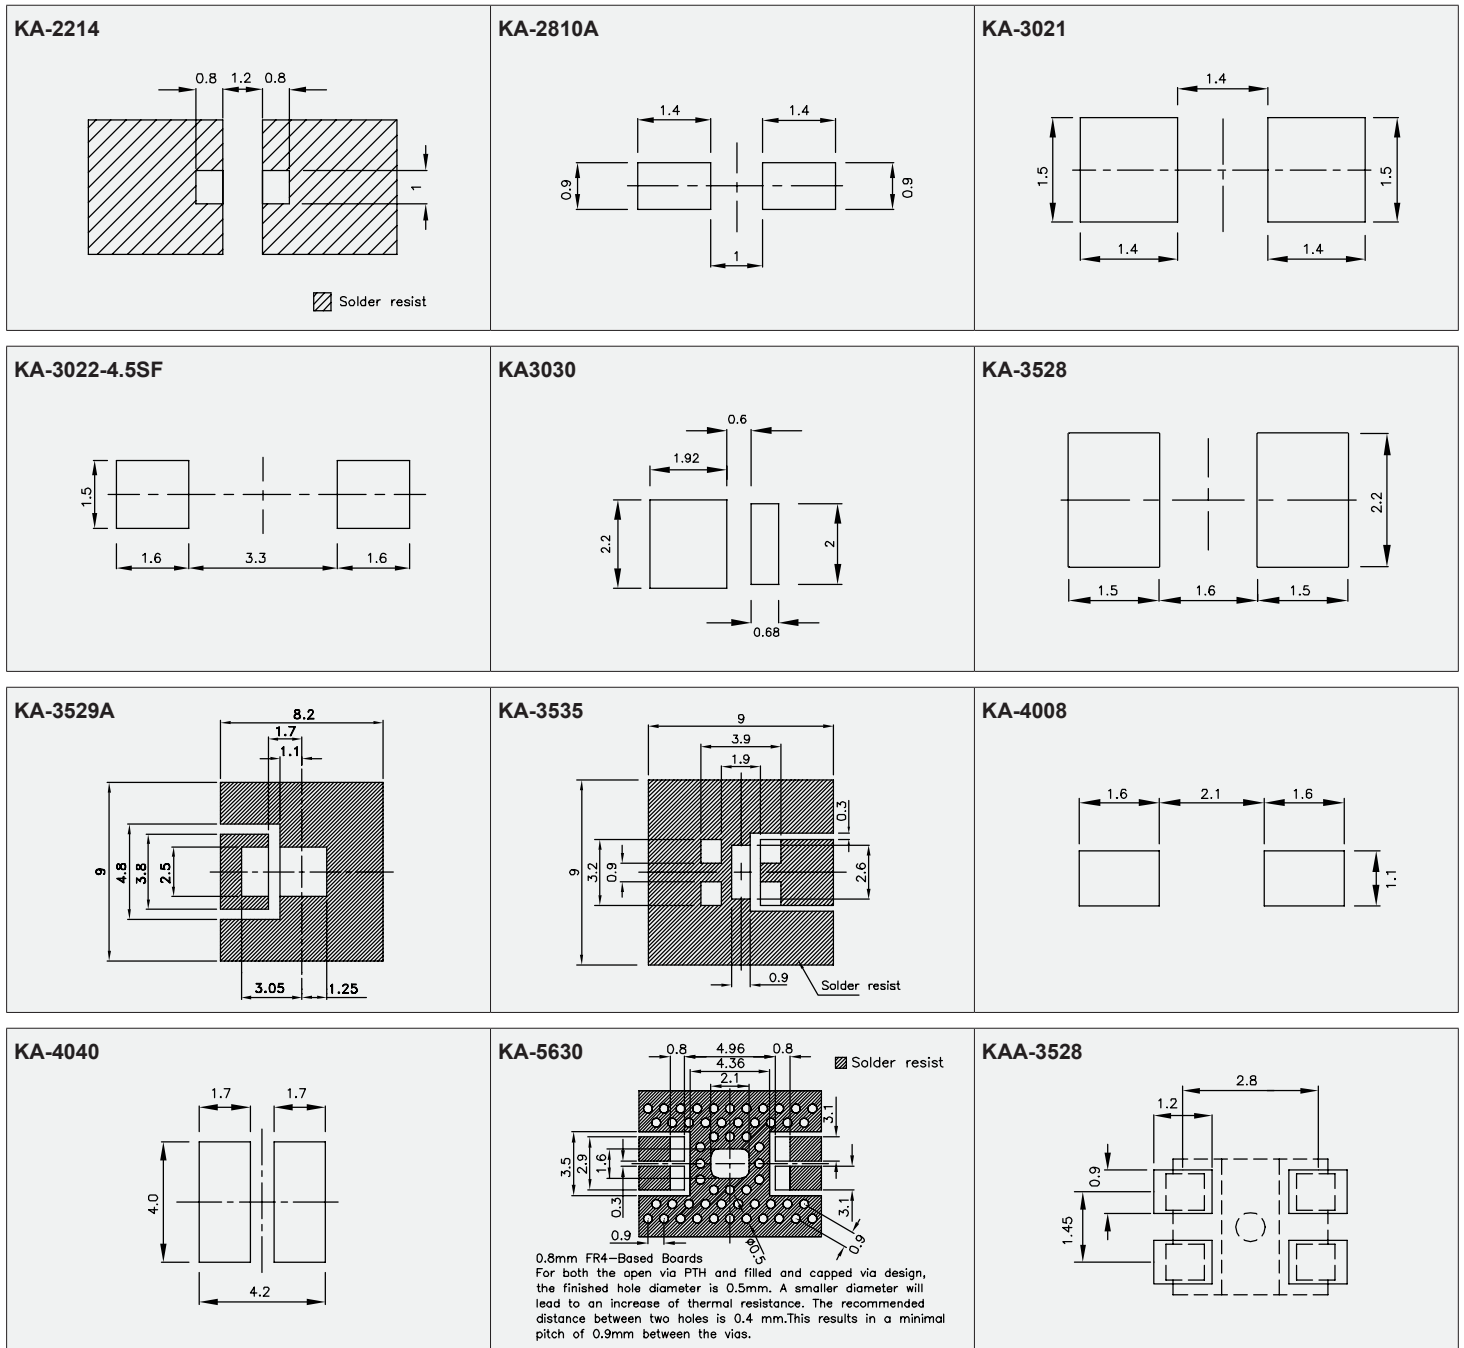 KA-2214
0.8 1.2 0.8
1
Solder resist
KA-2810A
1.4 1.4
0.9 0.9
1
KA-3021
1.4
1.5 1.5
1.4 1.4
KA-3022-4.5SF
1.5
1.6 3.3 1.6
KA3030
0.6
1.92
2.2 2
0.68
KA-3528
2.2
1.5 1.6 1.5
KA-3529A
8.2
1.7
1.1
9 4.8 3.8 2.5
3.05 1.25
KA-3535
9
3.9
1.9
0.3
9 3.2 0.9 2.6
0.9
Solder resist
KA-4008
1.6 2.1 1.6
1.1
KA-4040
1.7 1.7
4.0
4.2
KA-5630
0.8 4.96 0.8
Solder resist
4.36
2.1
3.1
3.5 2.9 1.6
0.3 3.1
0.9 ø0.5 0.9
0.8mm FR4-Based Boards
For both the open via PTH and filled and capped via design,
the finished hole diameter is 0.5mm. A smaller diameter will
lead to an increase of thermal resistance. The recommended
distance between two holes is 0.4 mm.This results in a minimal
pitch of 0.9mm between the vias.
KAA-3528
2.8
1.2
0.9
1.45